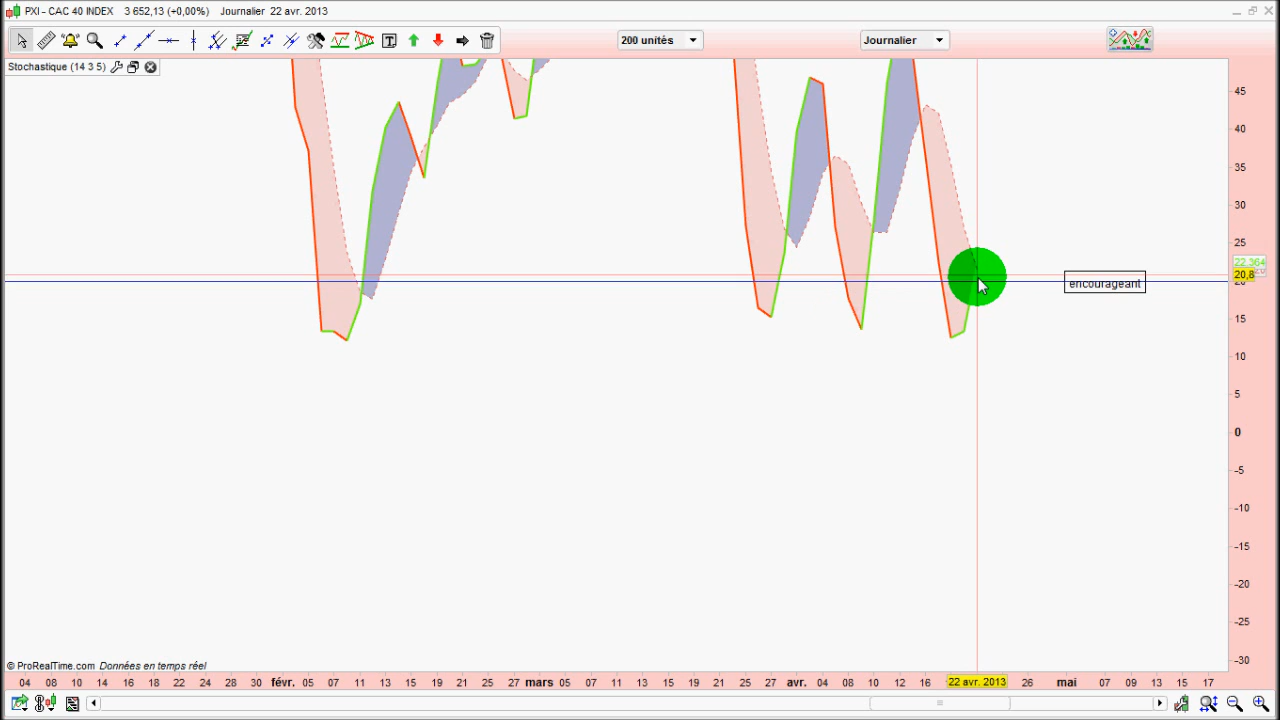 PXI - CAC 40 INDEX 3 652,13 (+0,00%) Journalier 22 avr. 2013
200 unités
Journalier
Stochastique (14 3 5)
45
40
35
30
25
22,364
20,8
20
encourageant
15
10
5
0
-5
-10
-15
-20
-25
-30
© ProRealTime.com Données en temps réel
04 08 10 14 16 18 22 24 28 30 févr. 05 07 11 13 15 19 21 25 27 mars 05 07 11 13 15 19 21 25 27 avr. 04 08 10 12 16 22 avr. 2013 26 mai 07 09 13 15 17